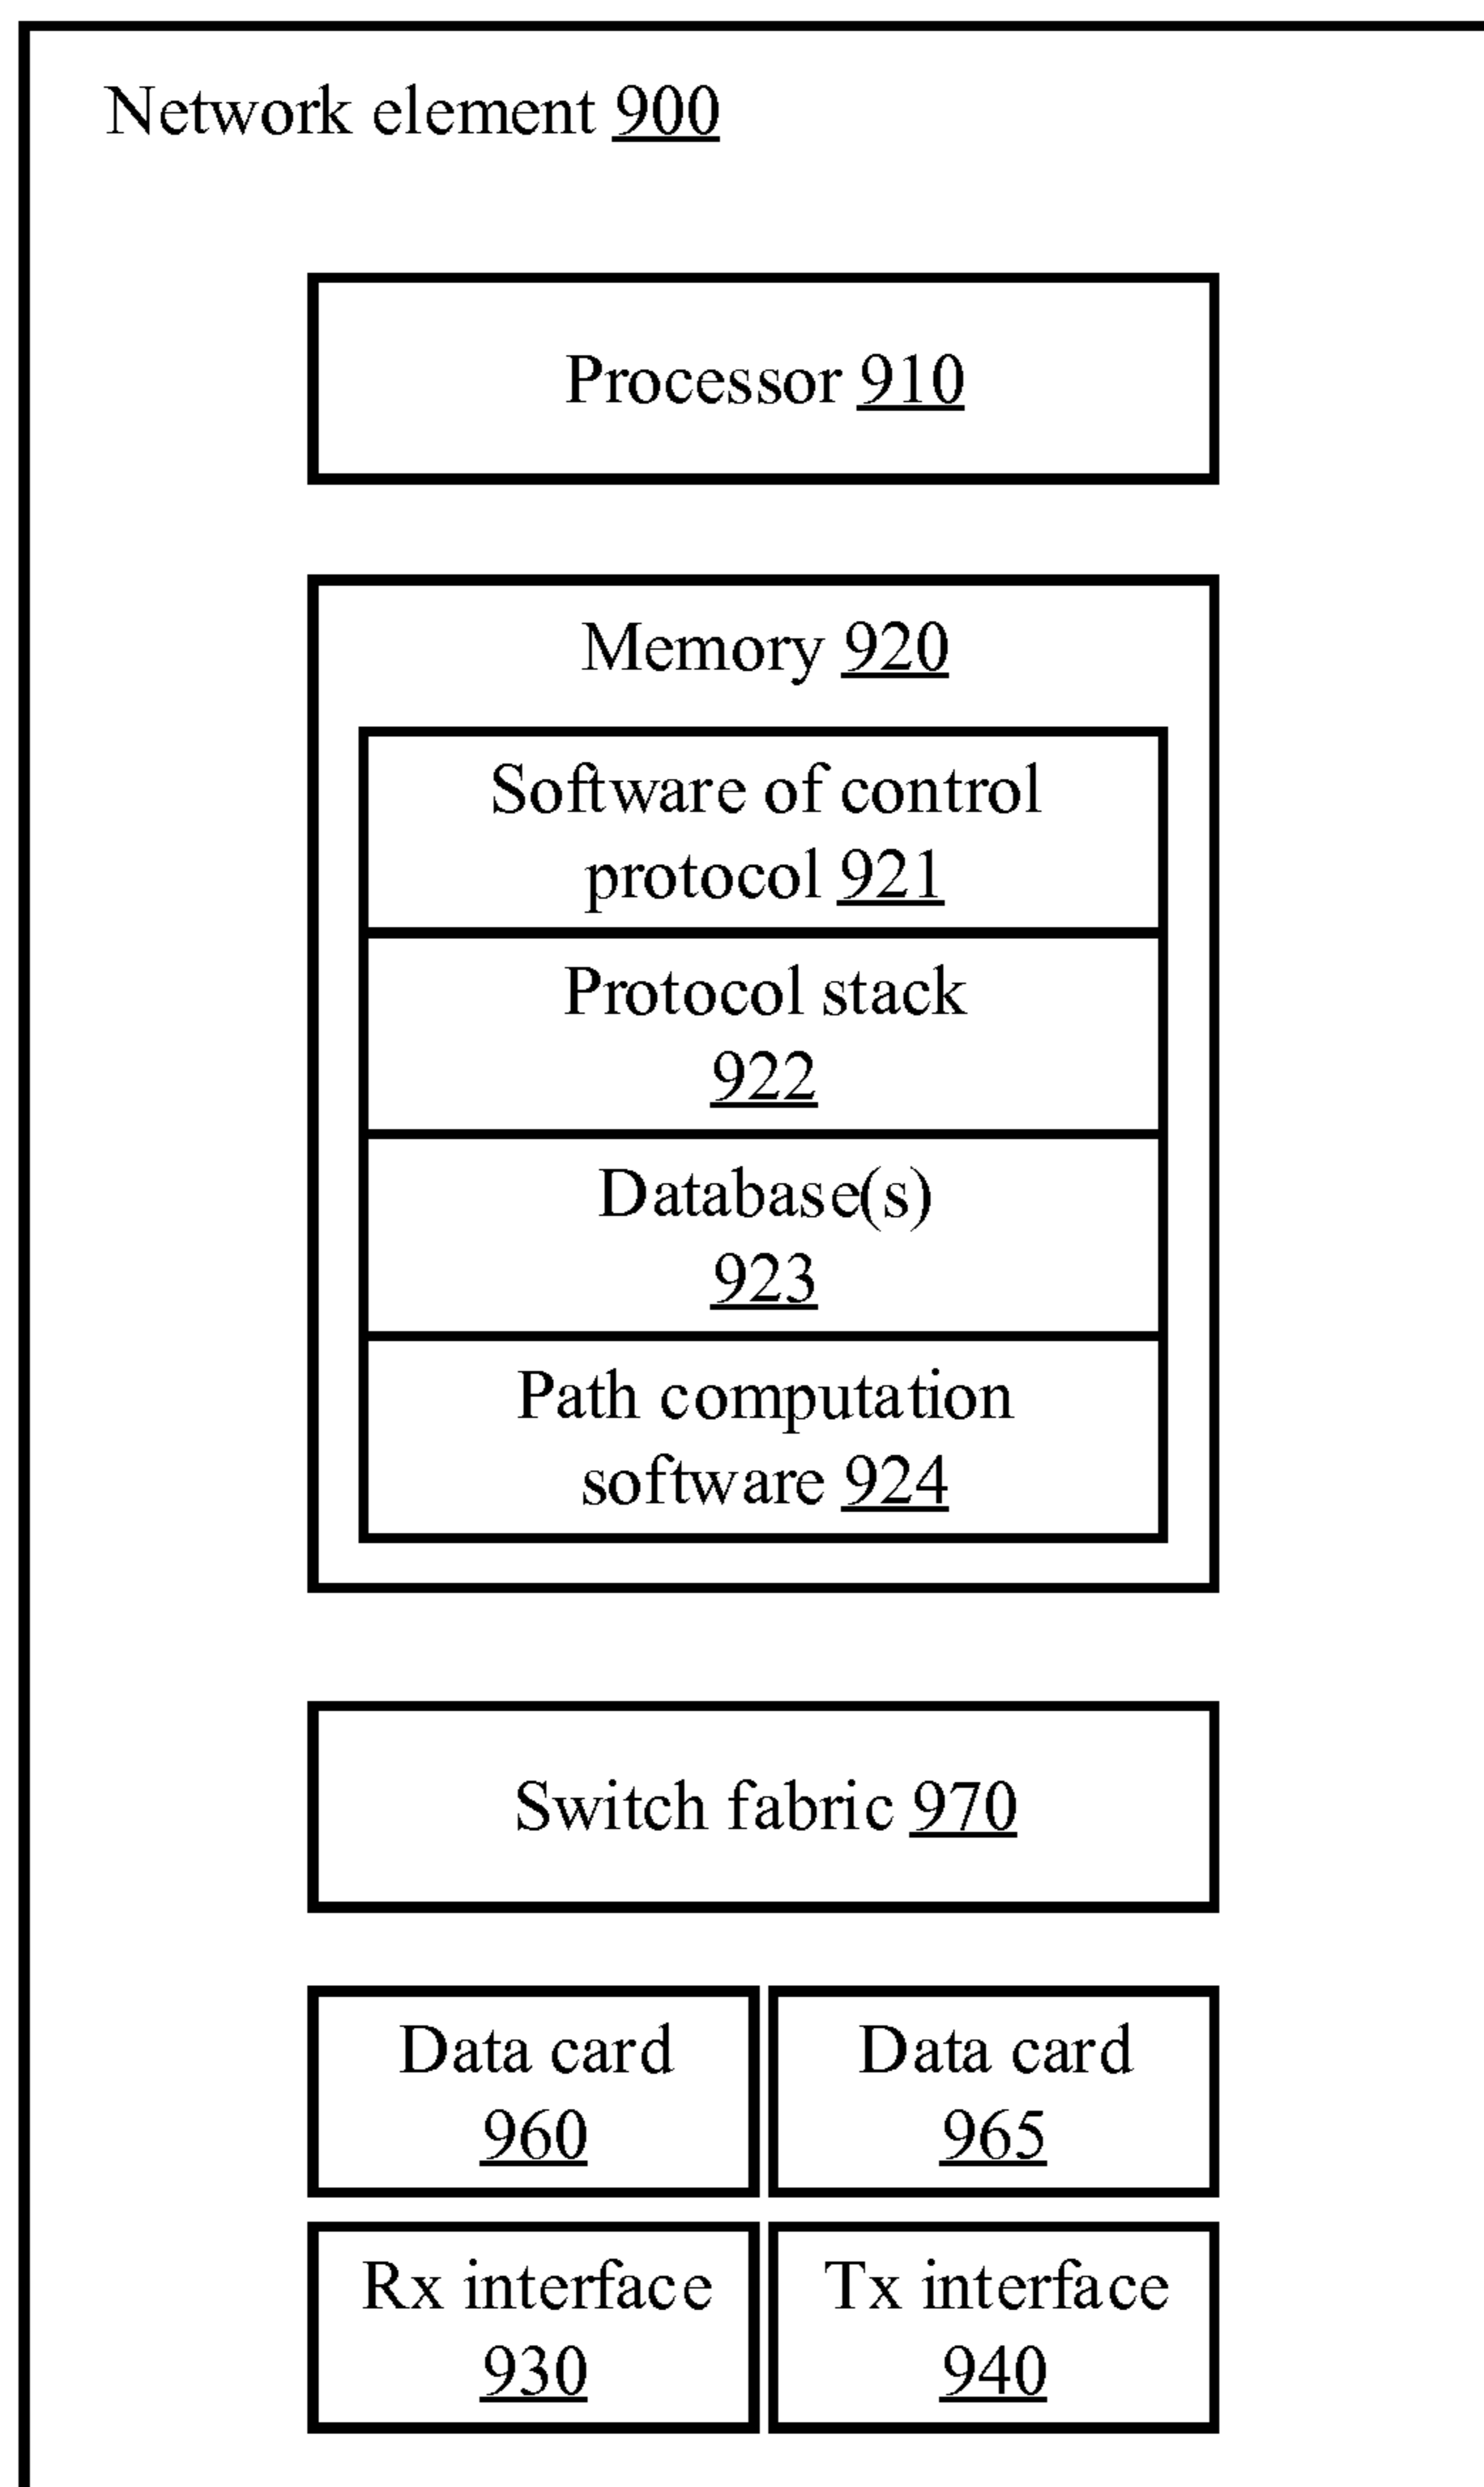 Network element 900
Processor 910
Memory 920
Software of control
protocol 921
Protocol stack
922
Database(s)
923
Path computation
software 924
Switch fabric 970
Data card
960
Data card
965
Rx interface
930
Tx interface
940